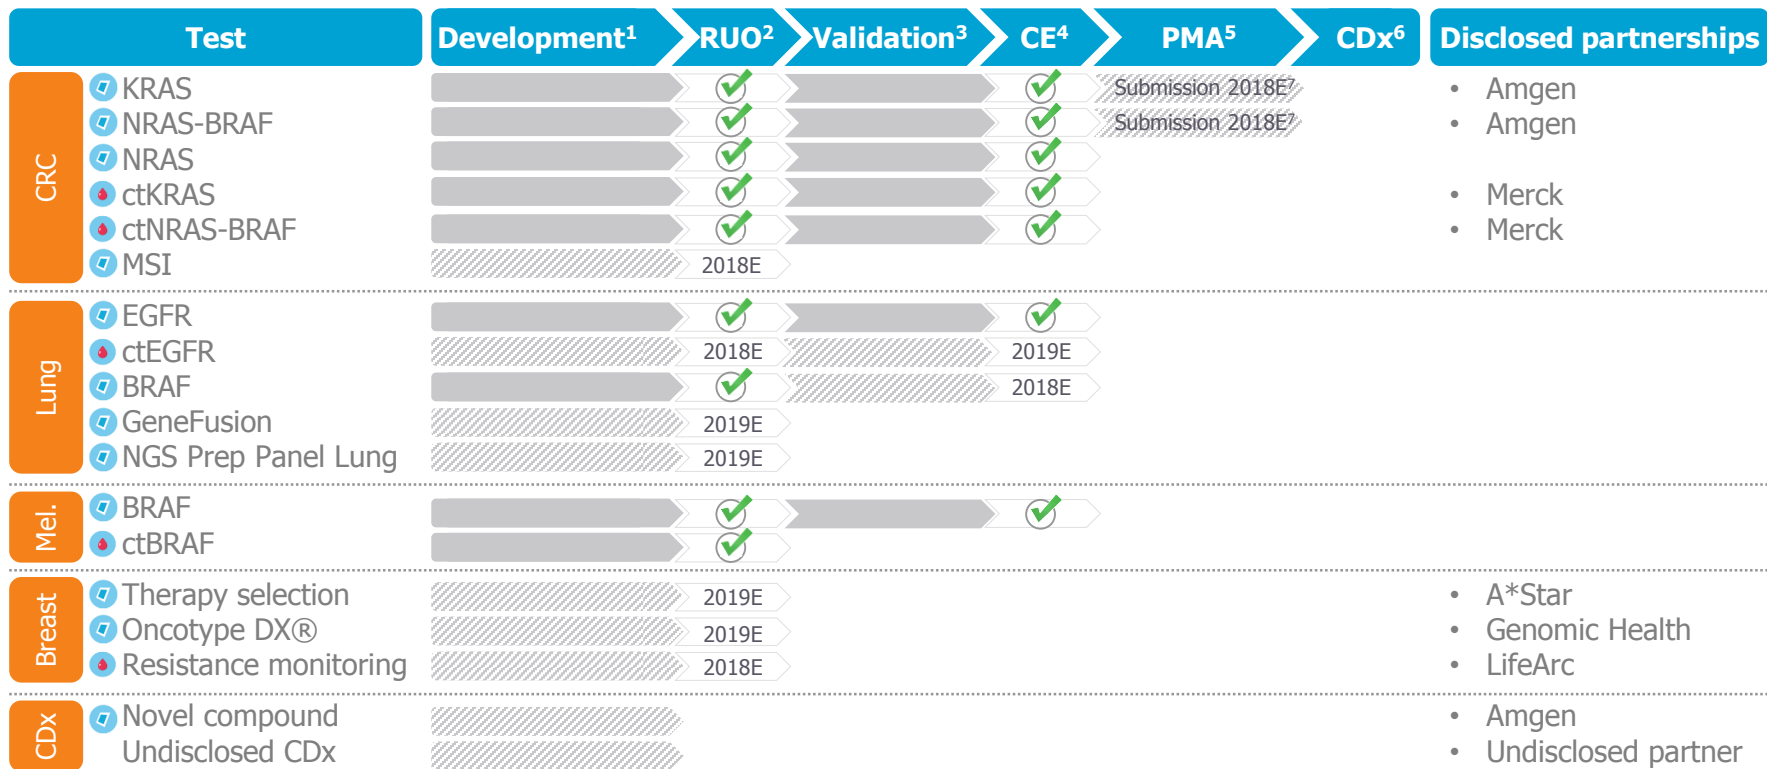 Test Development¹ RUO² Validation³ CE⁴ PMA⁵ CDx⁶ Disclosed partnerships
CRC
KRAS Submission 2018E⁷ • Amgen
NRAS-BRAF Submission 2018E⁷ • Amgen
NRAS
ctKRAS • Merck
ctNRAS-BRAF • Merck
MSI 2018E
Lung
EGFR
ctEGFR 2018E 2019E
BRAF 2018E
GeneFusion 2019E
NGS Prep Panel Lung 2019E
Mel.
BRAF
ctBRAF
Breast
Therapy selection 2019E • A*Star
Oncotype DX® 2019E • Genomic Health
Resistance monitoring 2018E • LifeArc
CDx
Novel compound • Amgen
Undisclosed CDx • Undisclosed partner